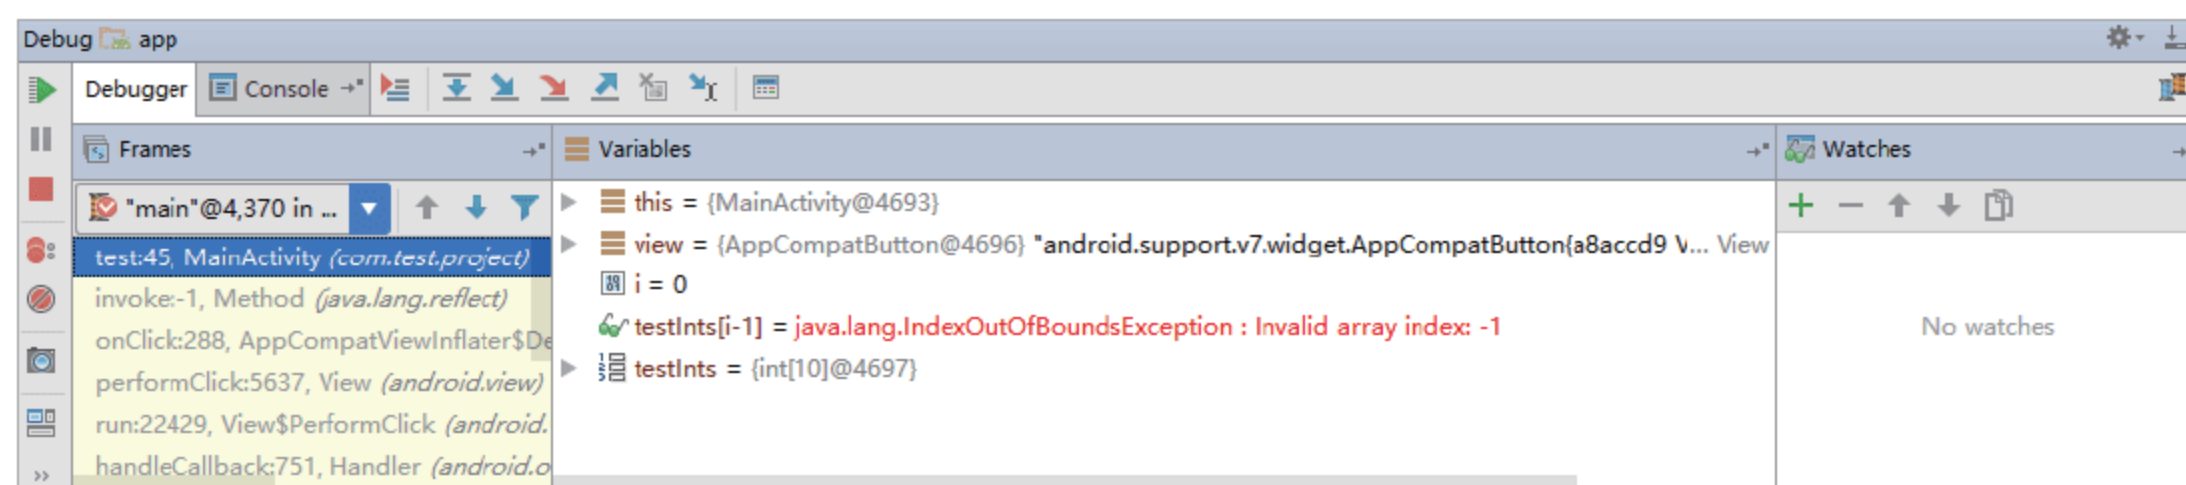 Debug app
Debugger Console
Frames
Variables
Watches
"main"@4,370 in ...
test:45, MainActivity (com.test.project)
invoke:-1, Method (java.lang.reflect)
onClick:288, AppCompatViewInflater$De
performClick:5637, View (android.view)
run:22429, View$PerformClick (android.
handleCallback:751, Handler (android.o
this = {MainActivity@4693}
view = {AppCompatButton@4696} "android.support.v7.widget.AppCompatButton{a8accd9 V... View
i = 0
testInts[i-1] = java.lang.IndexOutOfBoundsException : Invalid array index: -1
testInts = {int[10]@4697}
No watches